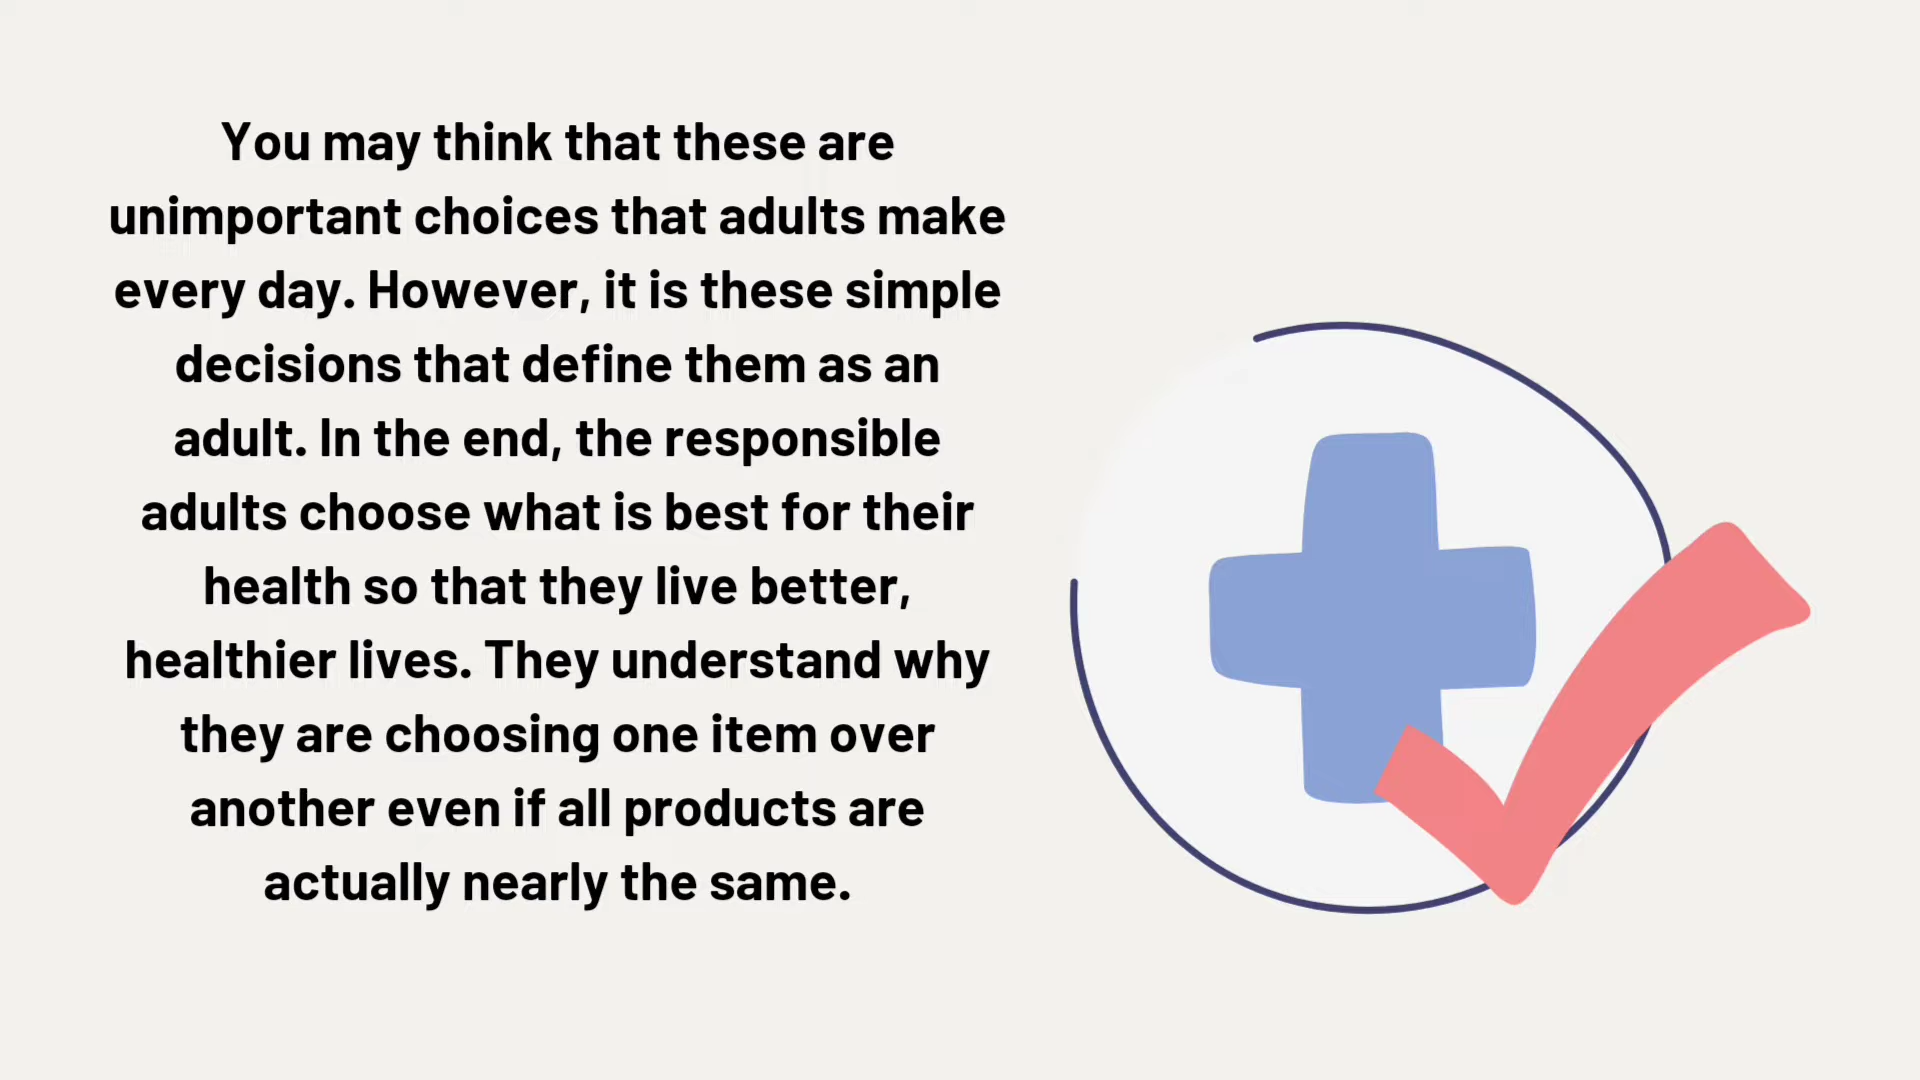 You may think that these are
unimportant choices that adults make
every day. However, it is these simple
decisions that define them as an
adult. In the end, the responsible
adults choose what is best for their
health so that they live better,
healthier lives. They understand why
they are choosing one item over
another even if all products are
actually nearly the same.